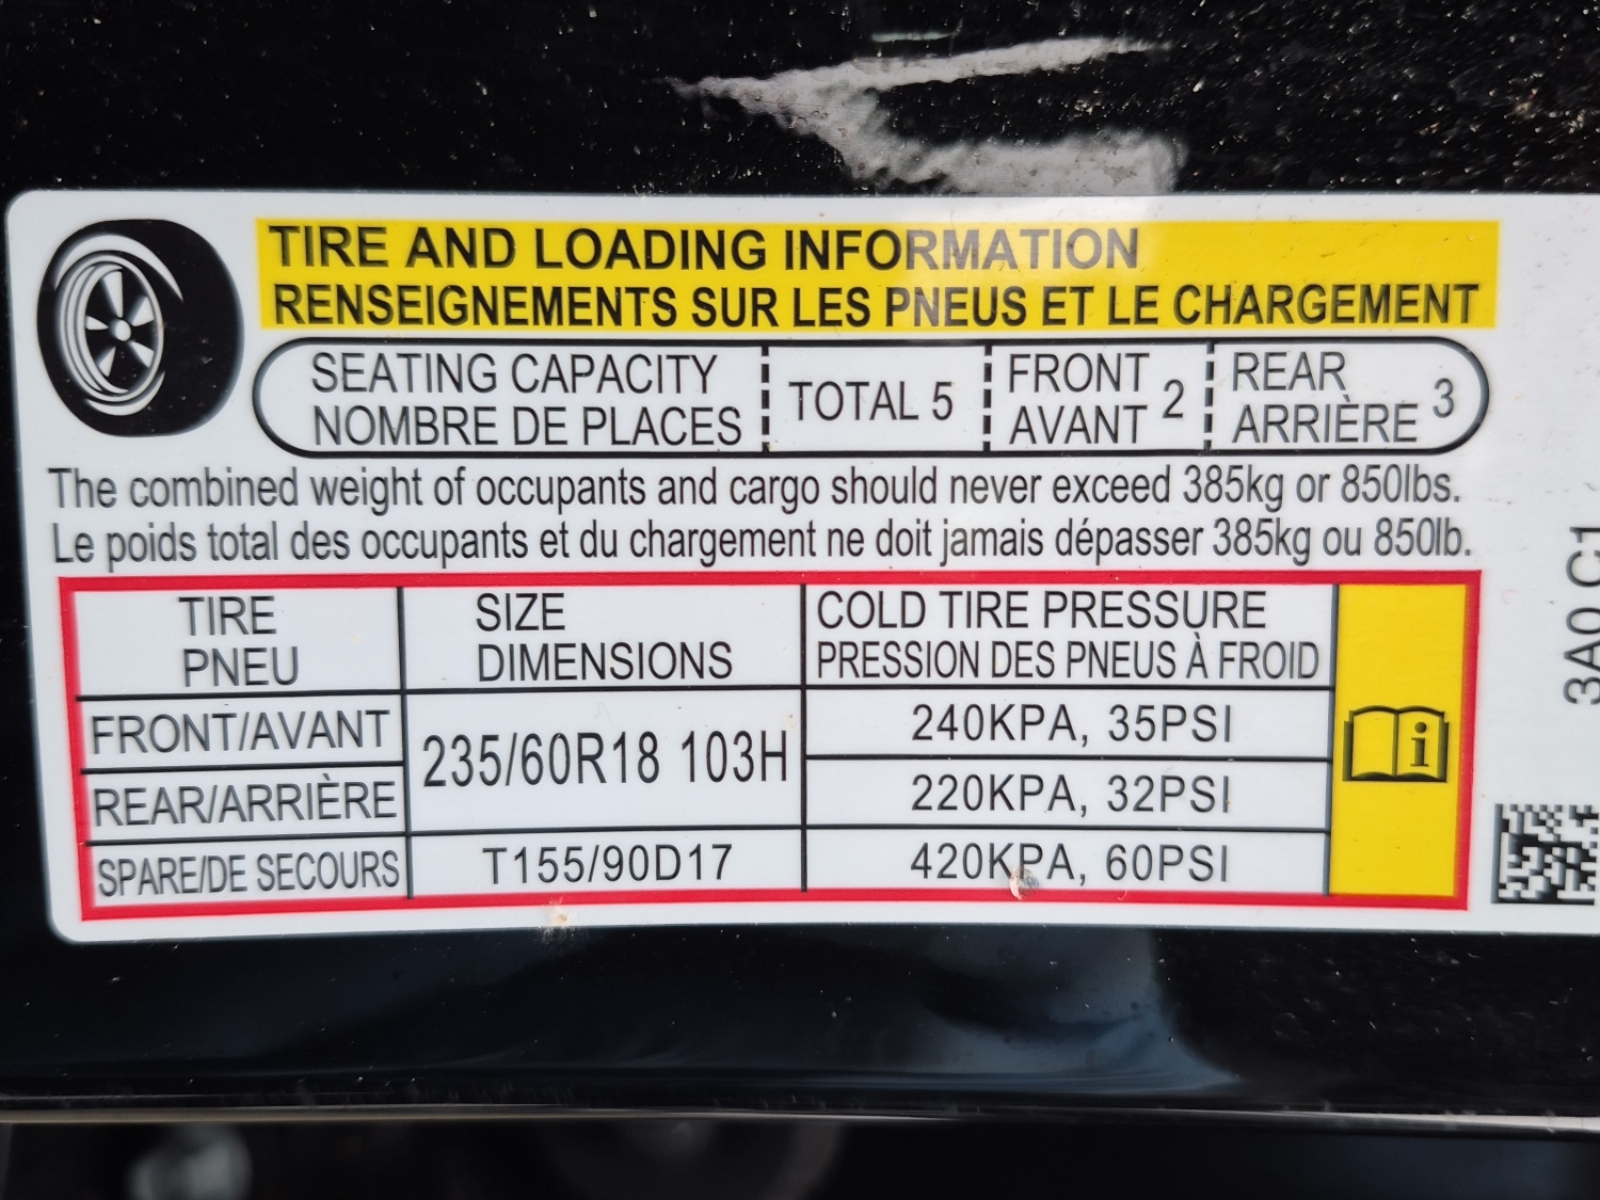 TIRE AND LOADING INFORMATION
RENSEIGNEMENTS SUR LES PNEUS ET LE CHARGEMENT
SEATING CAPACITY
NOMBRE DE PLACES
TOTAL 5
FRONT
AVANT 2
REAR
ARRIÈRE 3
The combined weight of occupants and cargo should never exceed 385kg or 850lbs.
Le poids total des occupants et du chargement ne doit jamais dépasser 385kg ou 850lb.
TIRE
PNEU
SIZE
DIMENSIONS
COLD TIRE PRESSURE
PRESSION DES PNEUS À FROID
FRONT/AVANT
235/60R18 103H
240KPA, 35PSI
REAR/ARRIÈRE
220KPA, 32PSI
SPARE/DE SECOURS
T155/90D17
420KPA, 60PSI
i
3A0 C1